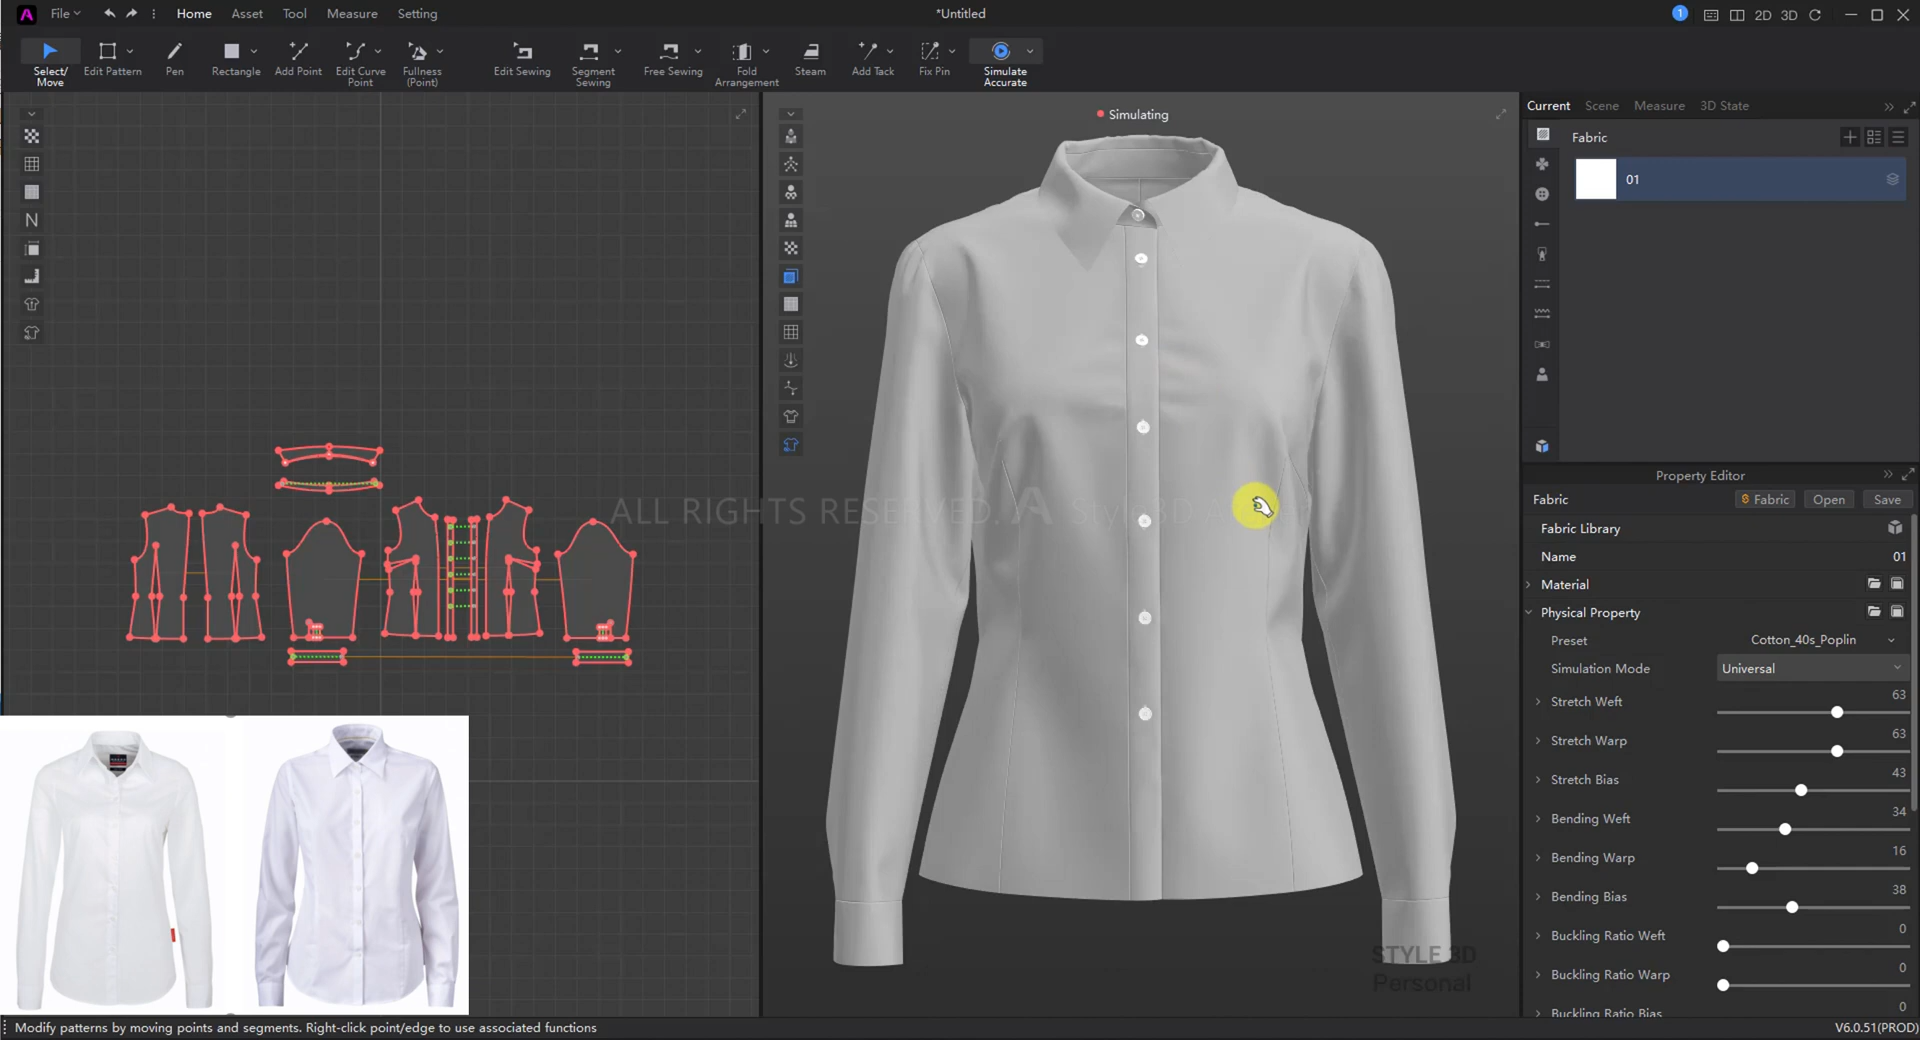 File
Home
Asset
Tool
Measure
Setting
*Untitled
1
2D
3D
Select/
Move
Edit Pattern
Pen
Rectangle
Add Point
Edit Curve
Point
Fullness
(Point)
Edit Sewing
Segment
Sewing
Free Sewing
Fold
Arrangement
Steam
Add Tack
Fix Pin
Simulate
Accurate
N
Simulating
ALL RIGHTS RESERVED.
STYLE 3D
Personal
Current
Scene
Measure
3D State
Fabric
01
Property Editor
Fabric
Fabric
Open
Save
Fabric Library
Name 01
Material
Physical Property
Preset Cotton_40s_Poplin
Simulation Mode Universal
Stretch Weft 63
Stretch Warp 63
Stretch Bias 43
Bending Weft 34
Bending Warp 16
Bending Bias 38
Buckling Ratio Weft 0
Buckling Ratio Warp 0
Buckling Ratio Bias 0
Modify patterns by moving points and segments. Right-click point/edge to use associated functions
V6.0.51(PROD)